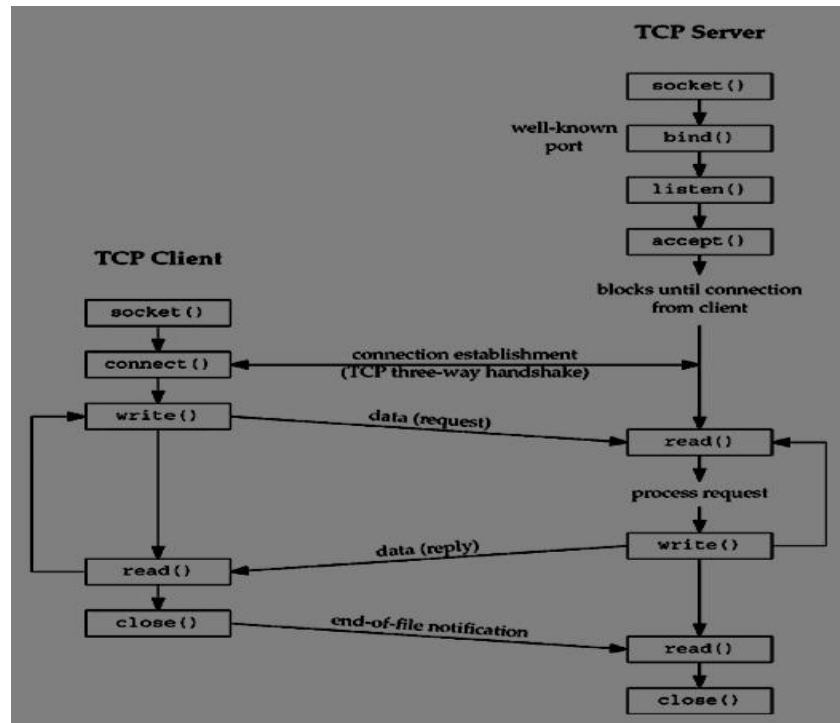 TCP Server
socket()
well-known
port
bind()
listen()
accept()
TCP Client
blocks until connection
from client
socket()
connect()
connection establishment
(TCP three-way handshake)
write()
data (request)
read()
process request
write()
data (reply)
read()
close()
end-of-file notification
read()
close()